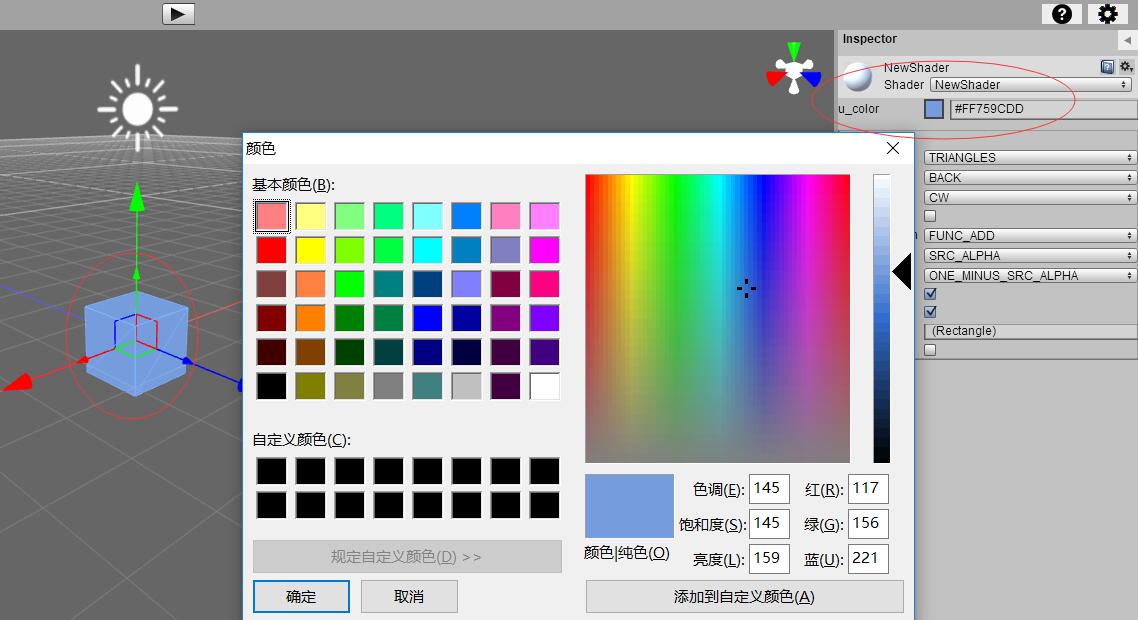 ?
Inspector
NewShader
Shader NewShader
u_color #FF759CDD
TRIANGLES
BACK
CW
FUNC_ADD
SRC_ALPHA
ONE_MINUS_SRC_ALPHA
(Rectangle)
颜色
基本颜色(B):
自定义颜色(C):
规定自定义颜色(D) >>
确定 取消
色调(E): 145 红(R): 117
饱和度(S): 145 绿(G): 156
颜色|纯色(O) 亮度(L): 159 蓝(U): 221
添加到自定义颜色(A)